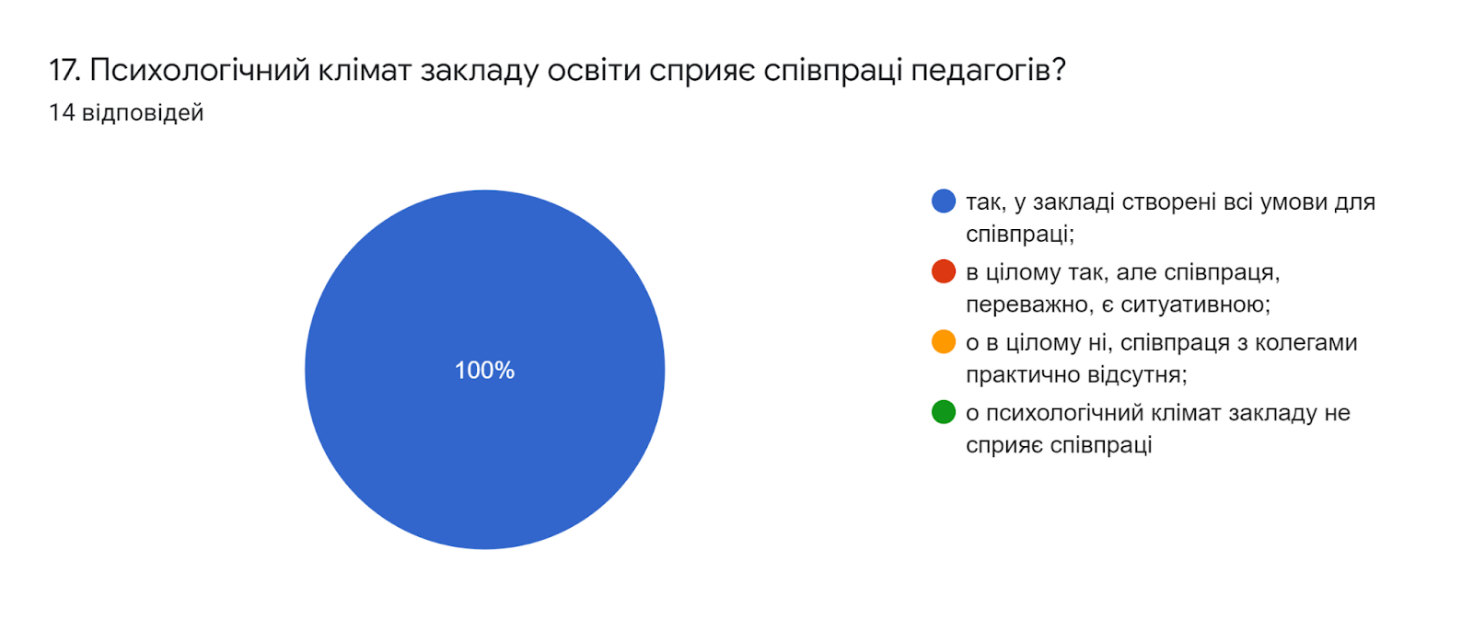 17. Психологічний клімат закладу освіти сприяє співпраці педагогів?
14 відповідей
100%
так, у закладі створені всі умови для
співпраці;
в цілому так, але співпраця,
переважно, є ситуативною;
о в цілому ні, співпраця з колегами
практично відсутня;
о психологічний клімат закладу не
сприяє співпраці